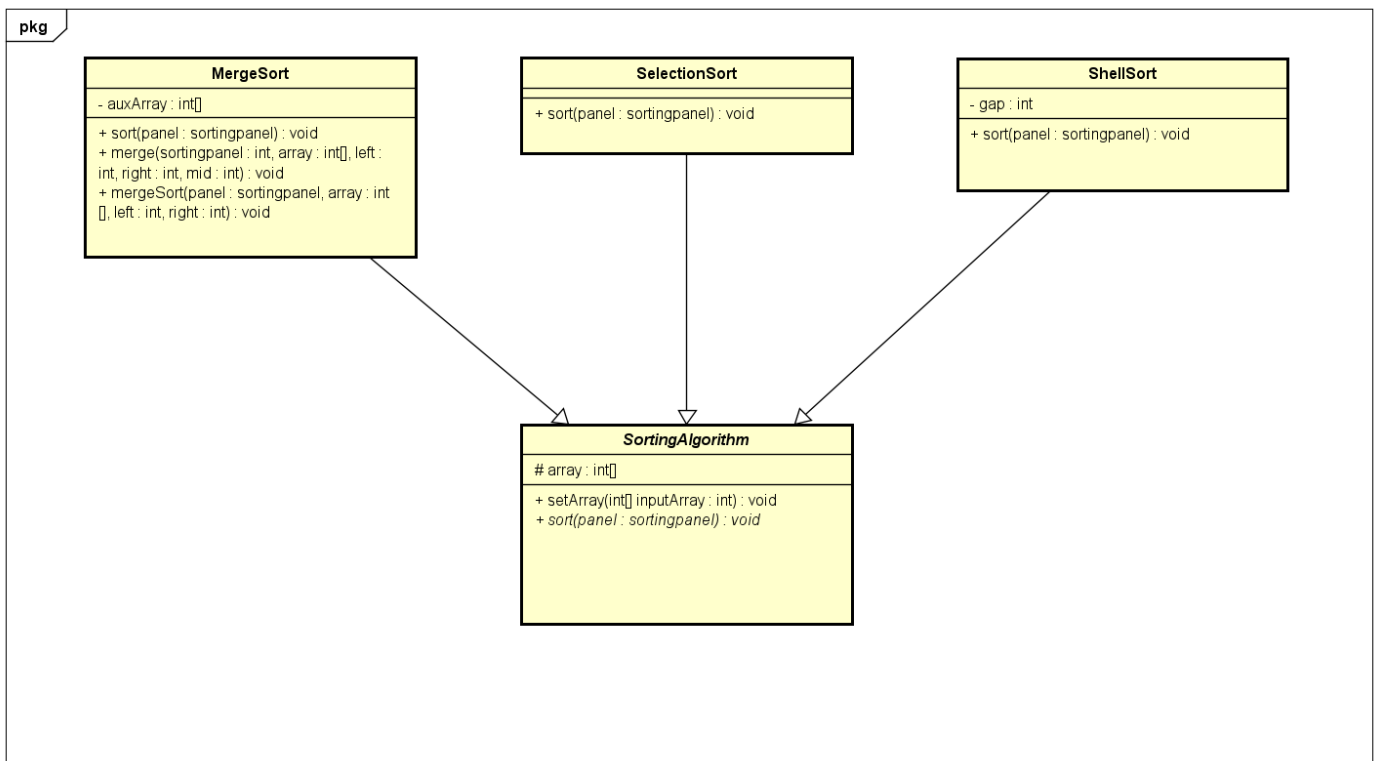 pkg
MergeSort
- auxArray : int[]
+ sort(panel : sortingpanel) : void
+ merge(sortingpanel : int, array : int[], left :
int, right : int, mid : int) : void
+ mergeSort(panel : sortingpanel, array : int
[], left : int, right : int) : void
SelectionSort
+ sort(panel : sortingpanel) : void
ShellSort
- gap : int
+ sort(panel : sortingpanel) : void
SortingAlgorithm
# array : int[]
+ setArray(int[] inputArray : int) : void
+ sort(panel : sortingpanel) : void